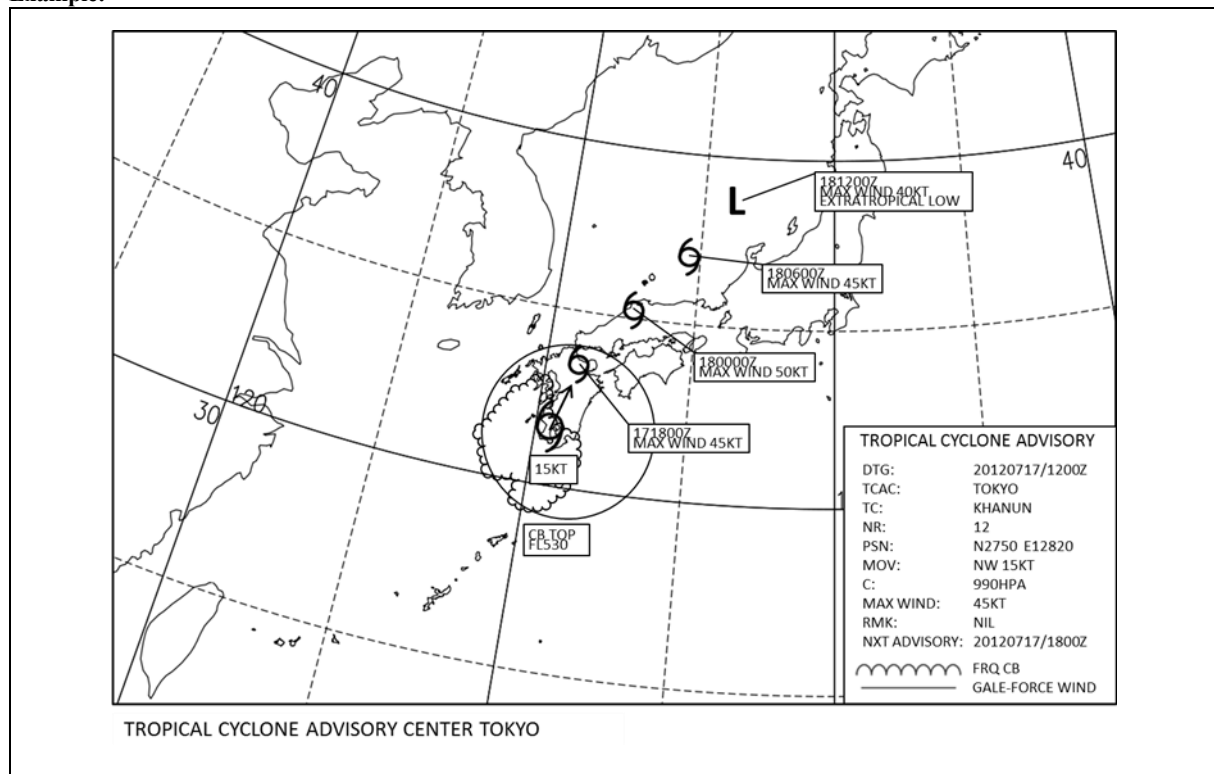 40
40
30
120
181200Z
MAX WIND 40KT
EXTRATROPICAL LOW
L
180600Z
MAX WIND 45KT
180000Z
MAX WIND 50KT
171800Z
MAX WIND 45KT
15KT
CB TOP
FL530
TROPICAL CYCLONE ADVISORY
DTG: 20120717/1200Z
TCAC: TOKYO
TC: KHANUN
NR: 12
PSN: N2750 E12820
MOV: NW 15KT
C: 990HPA
MAX WIND: 45KT
RMK: NIL
NXT ADVISORY: 20120717/1800Z
FRQ CB
GALE-FORCE WIND
TROPICAL CYCLONE ADVISORY CENTER TOKYO